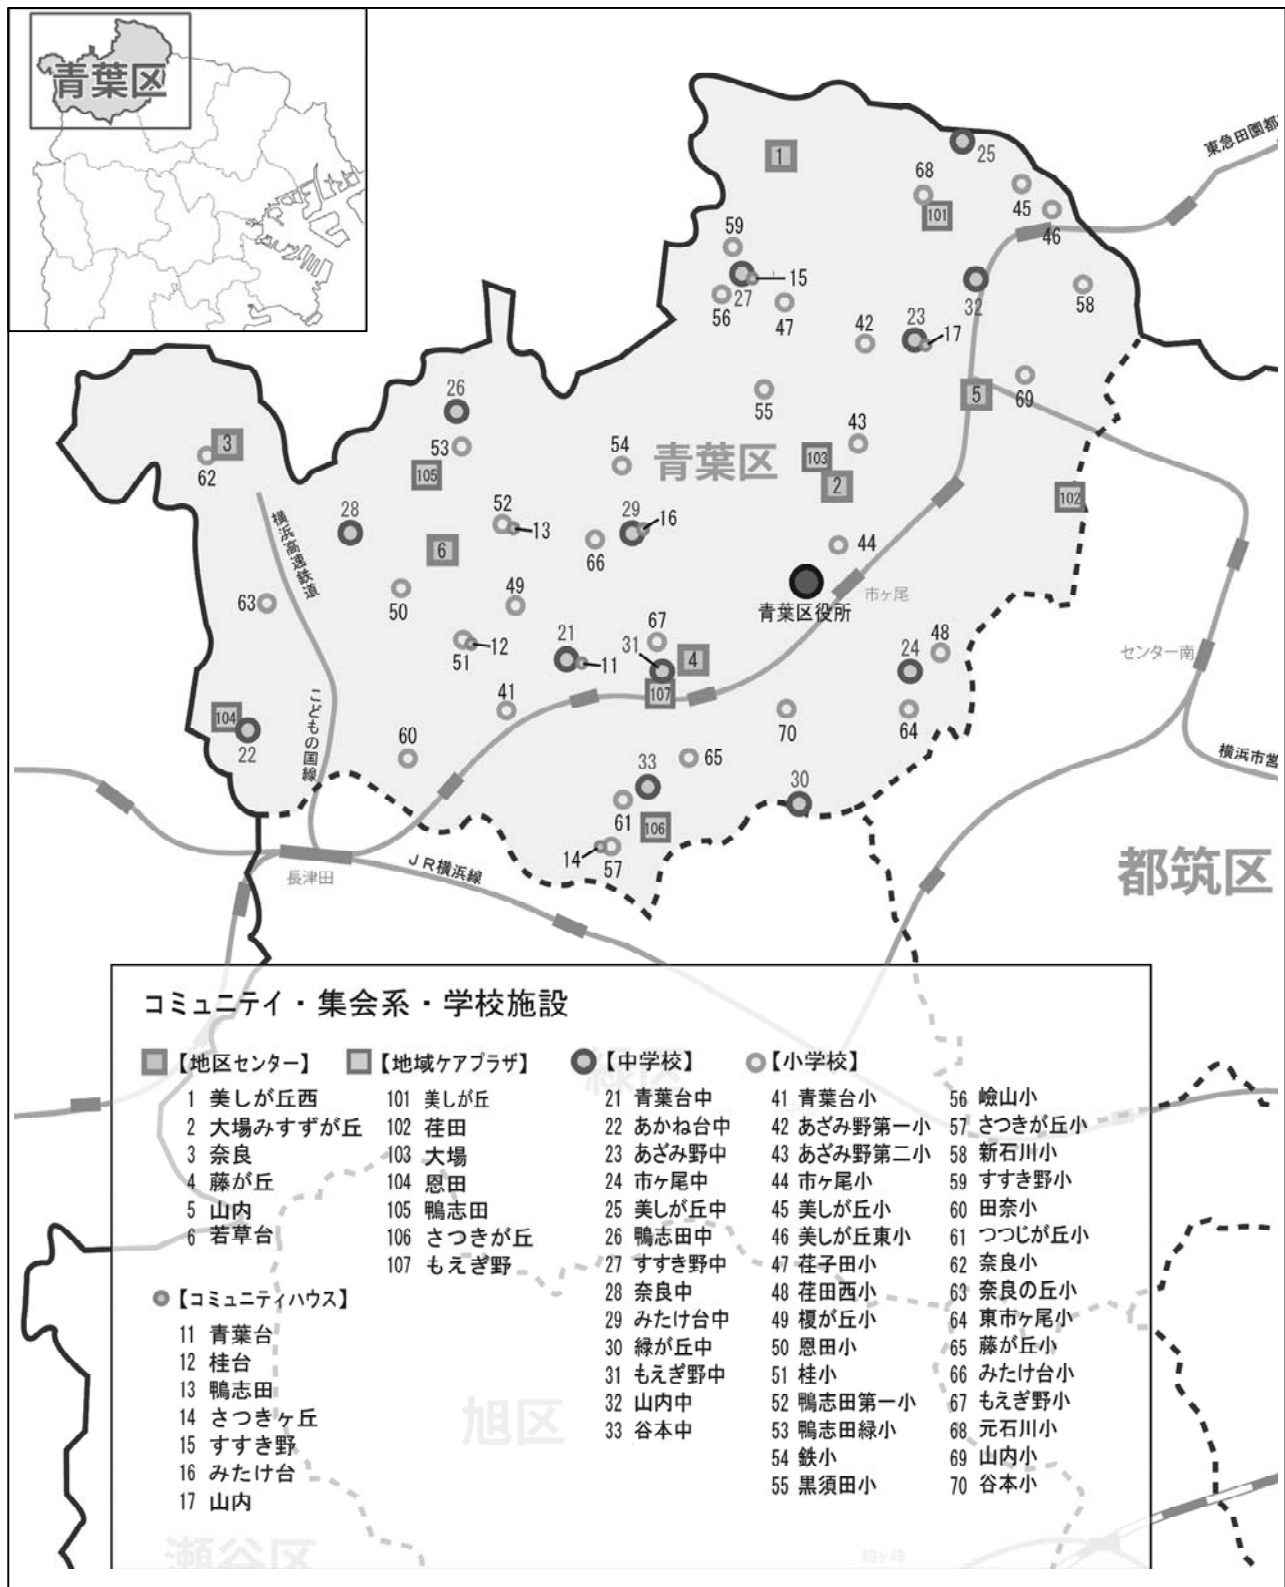 青葉区
東急田園都
1
68
25
45
46
101
59
15
27
56
47
58
32
42
23
17
5
69
55
26
53
3
62
105
54
青葉区
43
103
2
102
28
横浜高速鉄道
52
13
29
16
66
6
44
63
50
49
青葉区役所
市ヶ尾
51
12
21
11
67
31
4
107
24
48
センター南
こどもの国線
41
104
22
60
70
64
横浜市営
33
65
61
106
30
14
57
長津田
JR横浜線
都筑区
コミュニテイ・集会系・学校施設
【地区センター】
1 美しが丘西
2 大場みすずが丘
3 奈良
4 藤が丘
5 山内
6 若草台
【コミュニティハウス】
11 青葉台
12 桂台
13 鴨志田
14 さつきヶ丘
15 すすき野
16 みたけ台
17 山内
【地域ケアプラザ】
101 美しが丘
102 荏田
103 大場
104 恩田
105 鴨志田
106 さつきが丘
107 もえぎ野
【中学校】
21 青葉台中
22 あかね台中
23 あざみ野中
24 市ヶ尾中
25 美しが丘中
26 鴨志田中
27 すすき野中
28 奈良中
29 みたけ台中
30 緑が丘中
31 もえぎ野中
32 山内中
33 谷本中
【小学校】
41 青葉台小
42 あざみ野第一小
43 あざみ野第二小
44 市ヶ尾小
45 美しが丘小
46 美しが丘東小
47 荏子田小
48 荏田西小
49 榎が丘小
50 恩田小
51 桂小
52 鴨志田第一小
53 鴨志田緑小
54 鉄小
55 黒須田小
56 嶮山小
57 さつきが丘小
58 新石川小
59 すすき野小
60 田奈小
61 つつじが丘小
62 奈良小
63 奈良の丘小
64 東市ヶ尾小
65 藤が丘小
66 みたけ台小
67 もえぎ野小
68 元石川小
69 山内小
70 谷本小
緑区
旭区
瀬谷区
鶴ヶ峰